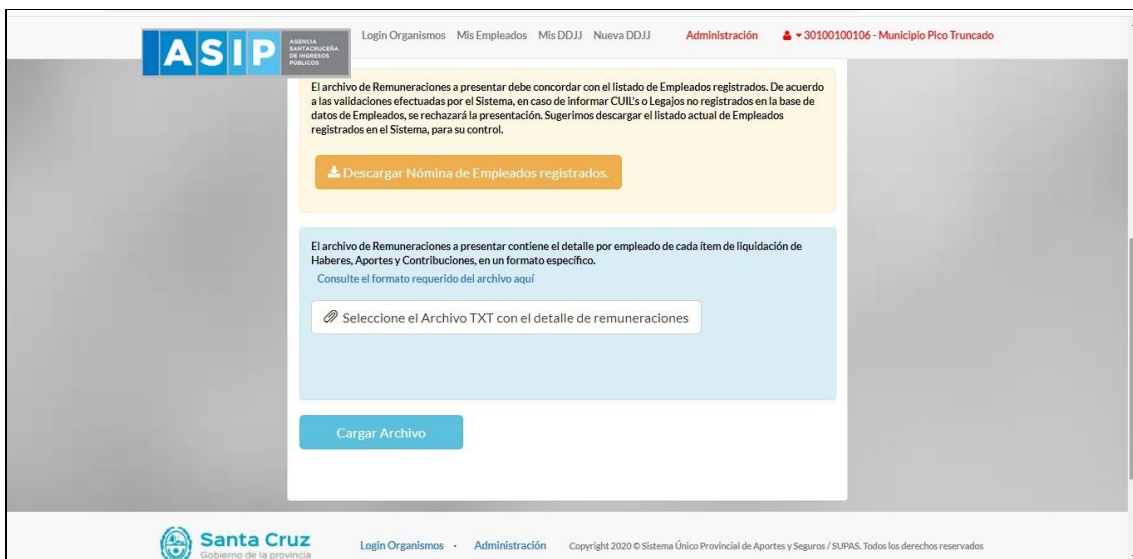 ASIP
AGENCIA
SANTACRUCEÑA
DE INGRESOS
PÚBLICOS
Login Organismos Mis Empleados Mis DDJJ Nueva DDJJ Administración 30100100106 - Municipio Pico Truncado
El archivo de Remuneraciones a presentar debe concordar con el listado de Empleados registrados. De acuerdo
a las validaciones efectuadas por el Sistema, en caso de informar CUIL's o Legajos no registrados en la base de
datos de Empleados, se rechazará la presentación. Sugerimos descargar el listado actual de Empleados
registrados en el Sistema, para su control.
Descargar Nómina de Empleados registrados.
El archivo de Remuneraciones a presentar contiene el detalle por empleado de cada ítem de liquidación de
Haberes, Aportes y Contribuciones, en un formato específico.
Consulte el formato requerido del archivo aquí
Seleccione el Archivo TXT con el detalle de remuneraciones
Cargar Archivo
Santa Cruz
Gobierno de la provincia
Login Organismos · Administración Copyright 2020 © Sistema Único Provincial de Aportes y Seguros / SUPAS. Todos los derechos reservados